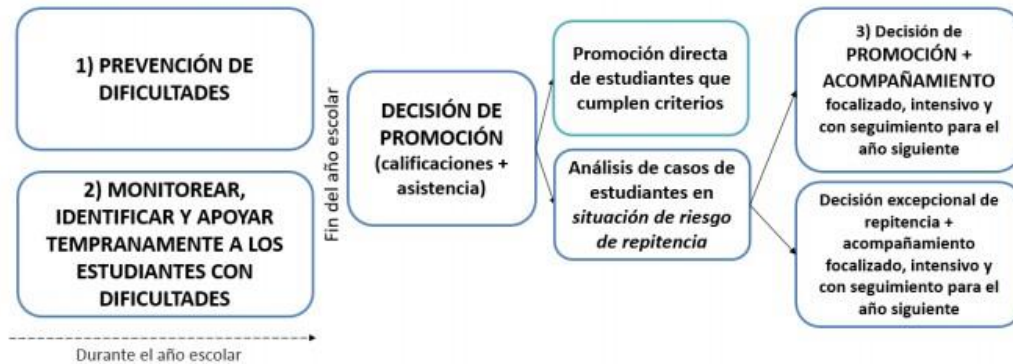 1) PREVENCIÓN DE
DIFICULTADES
2) MONITOREAR,
IDENTIFICAR Y APOYAR
TEMPRANAMENTE A LOS
ESTUDIANTES CON
DIFICULTADES
Durante el año escolar
Fin del año escolar
DECISIÓN DE
PROMOCIÓN
(calificaciones +
asistencia)
Promoción directa
de estudiantes que
cumplen criterios
Análisis de casos de
estudiantes en
situación de riesgo
de repitencia
3) Decisión de
PROMOCIÓN +
ACOMPAÑAMIENTO
focalizado, intensivo y
con seguimiento para el
año siguiente
Decisión excepcional de
repitencia +
acompañamiento
focalizado, intensivo y
con seguimiento para el
año siguiente